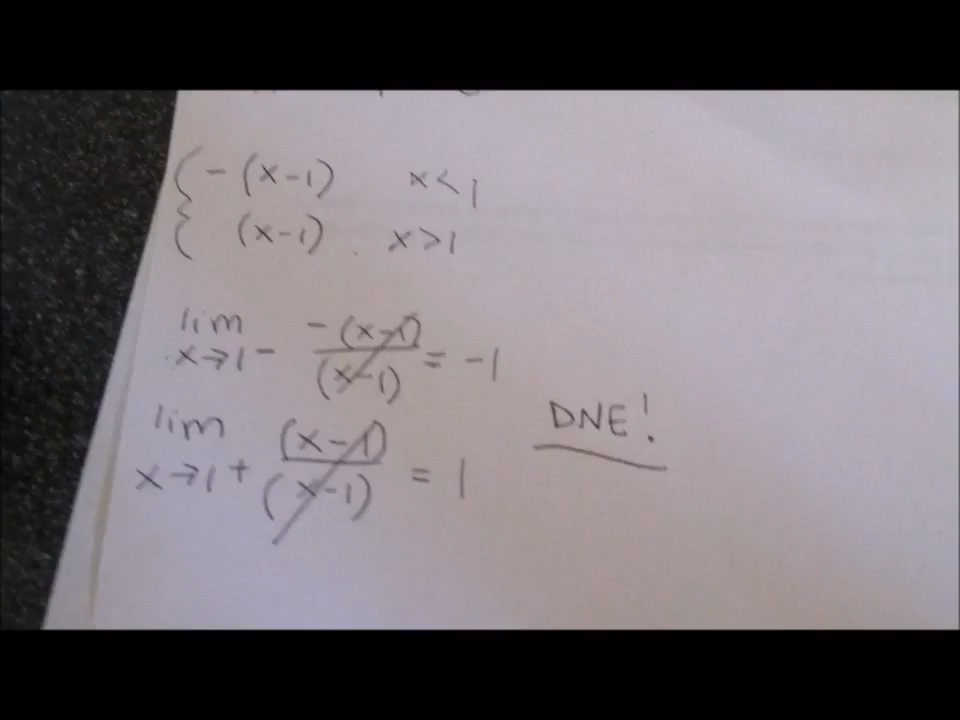 { -(x-1) x<1
(x-1) x>1
lim x→1- -(x-1)/(x-1) = -1
lim x→1+ (x-1)/(x-1) = 1
DNE!